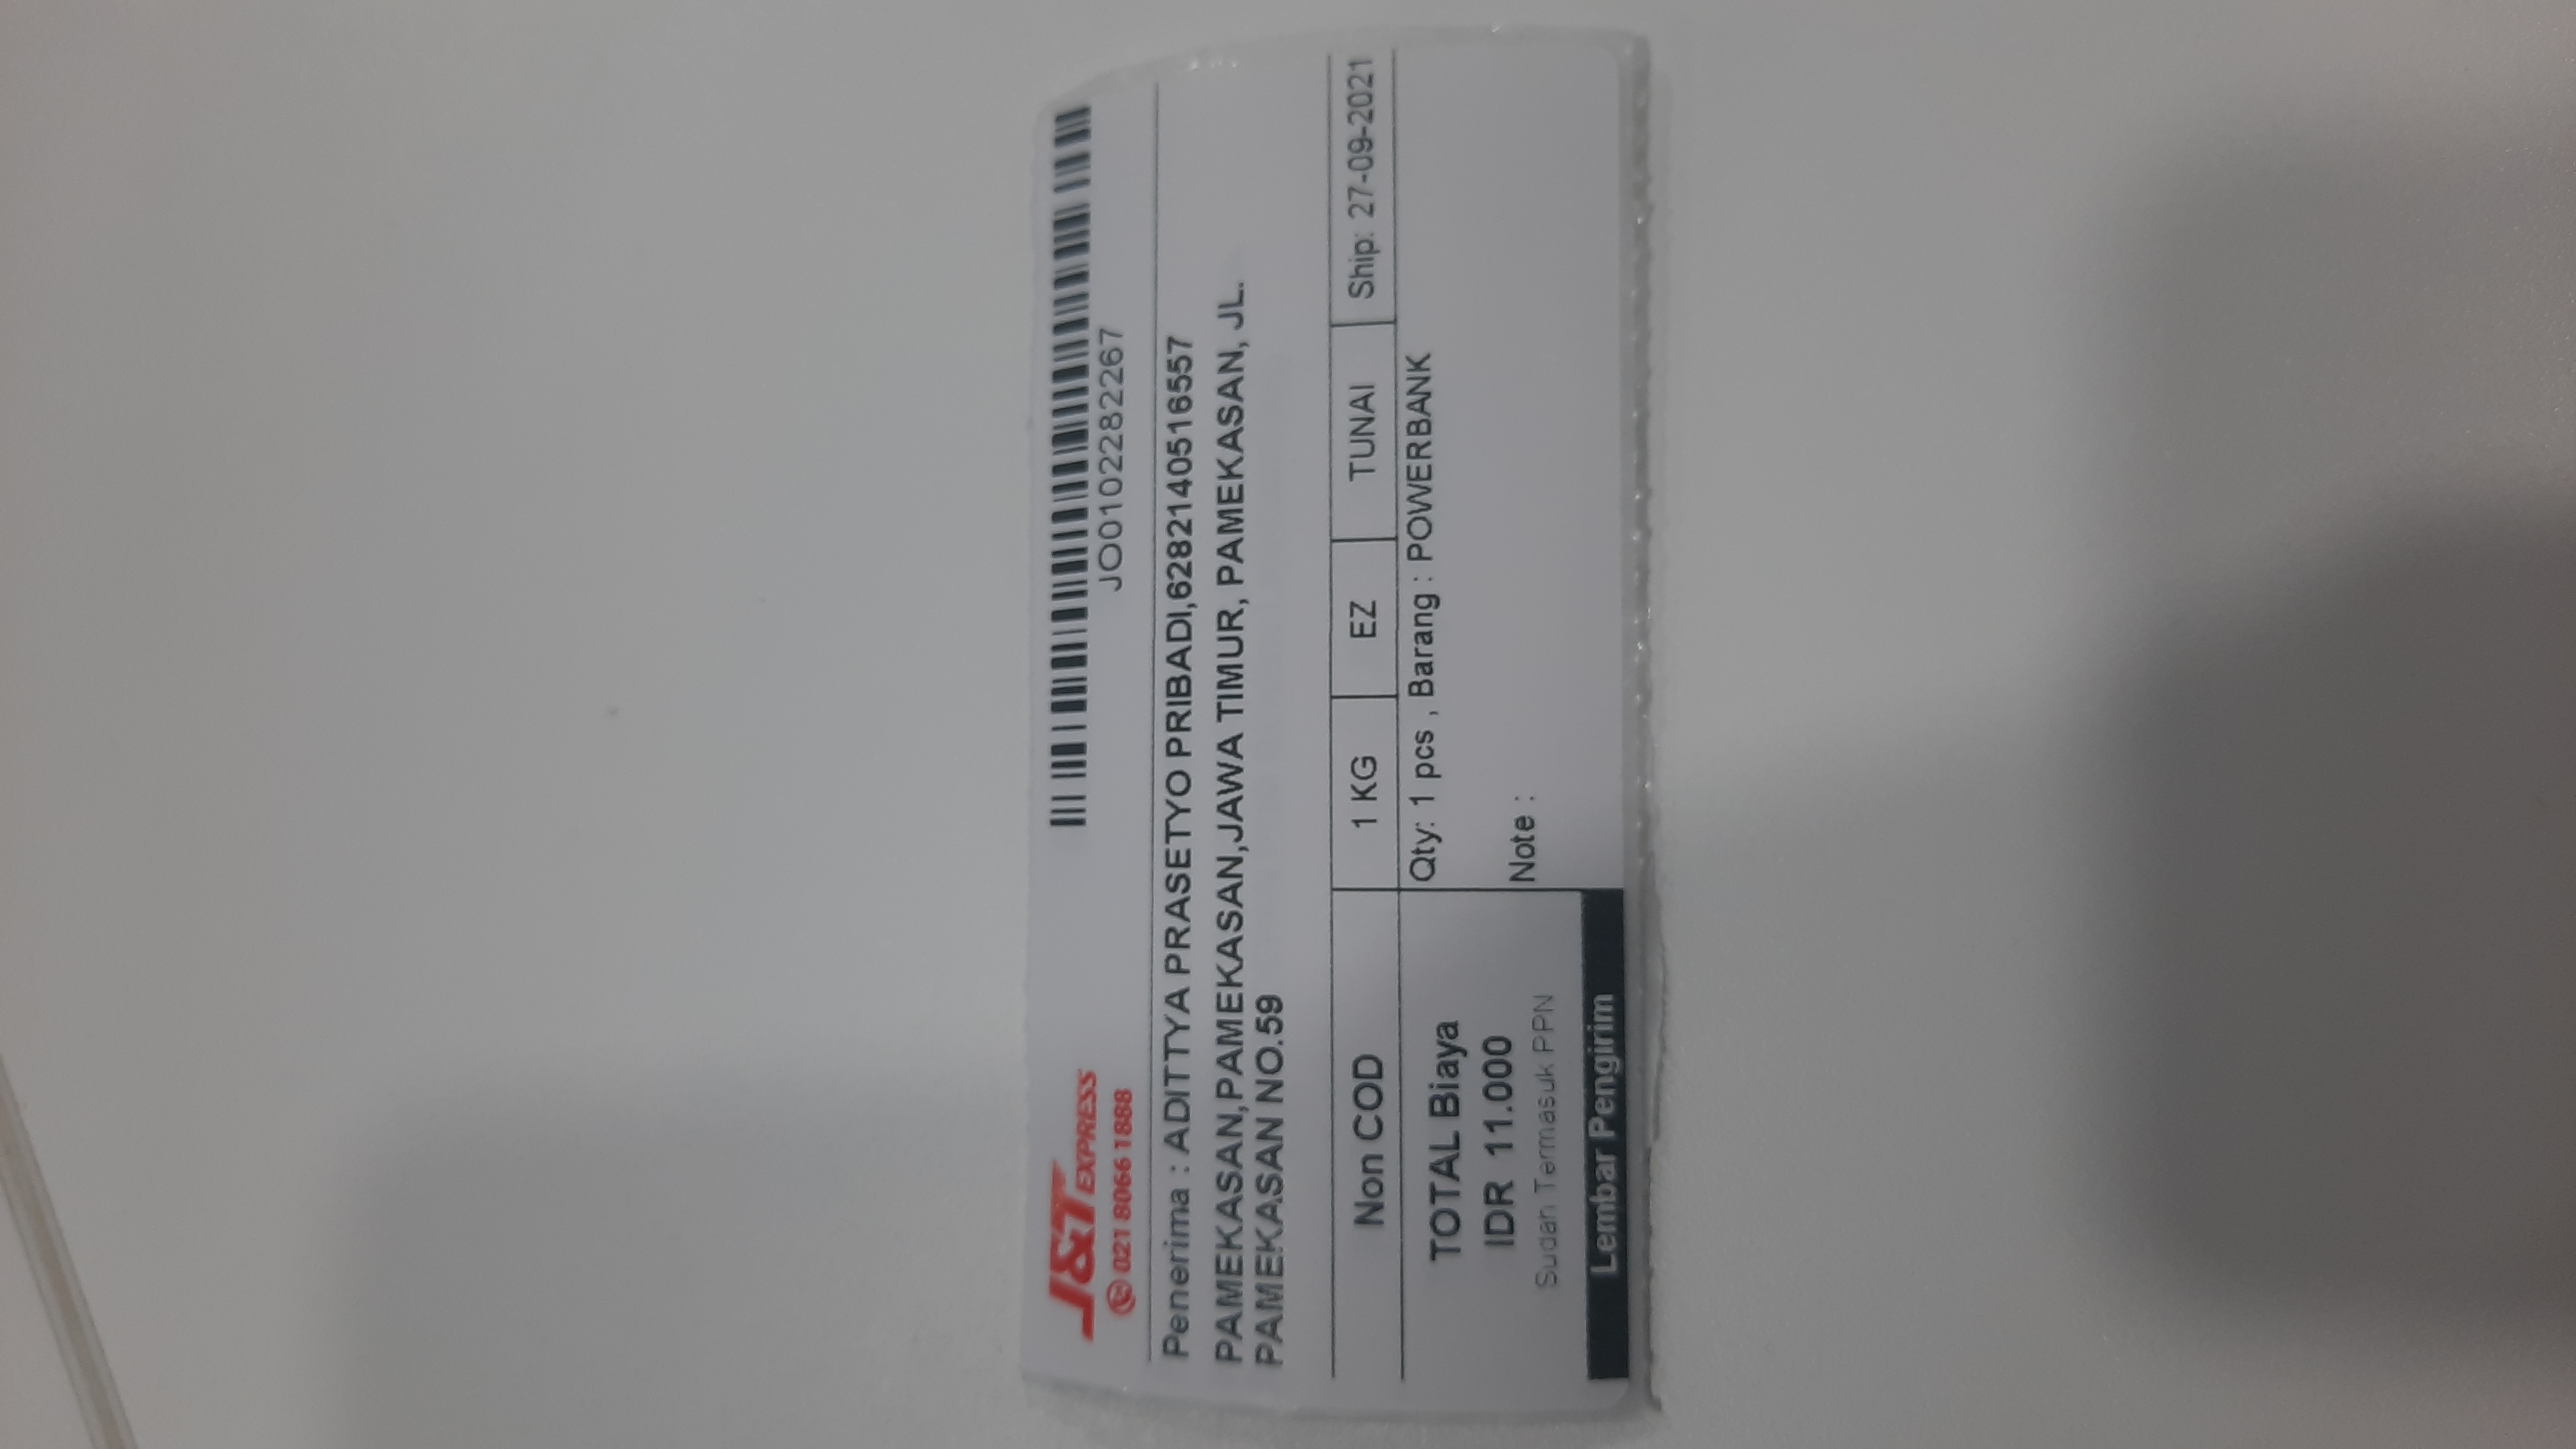 J&T EXPRESS
021 8066 1888
JO0102282267
Penerima : ADITTYA PRASETYO PRIBADI,6282140516557
PAMEKASAN,PAMEKASAN,JAWA TIMUR, PAMEKASAN, JL.
PAMEKASAN NO.59
Non COD 1 KG EZ TUNAI Ship: 27-09-2021
TOTAL Biaya
IDR 11.000
Sudah Termasuk PPN
Lembar Pengirim
Qty: 1 pcs , Barang : POWERBANK
Note :